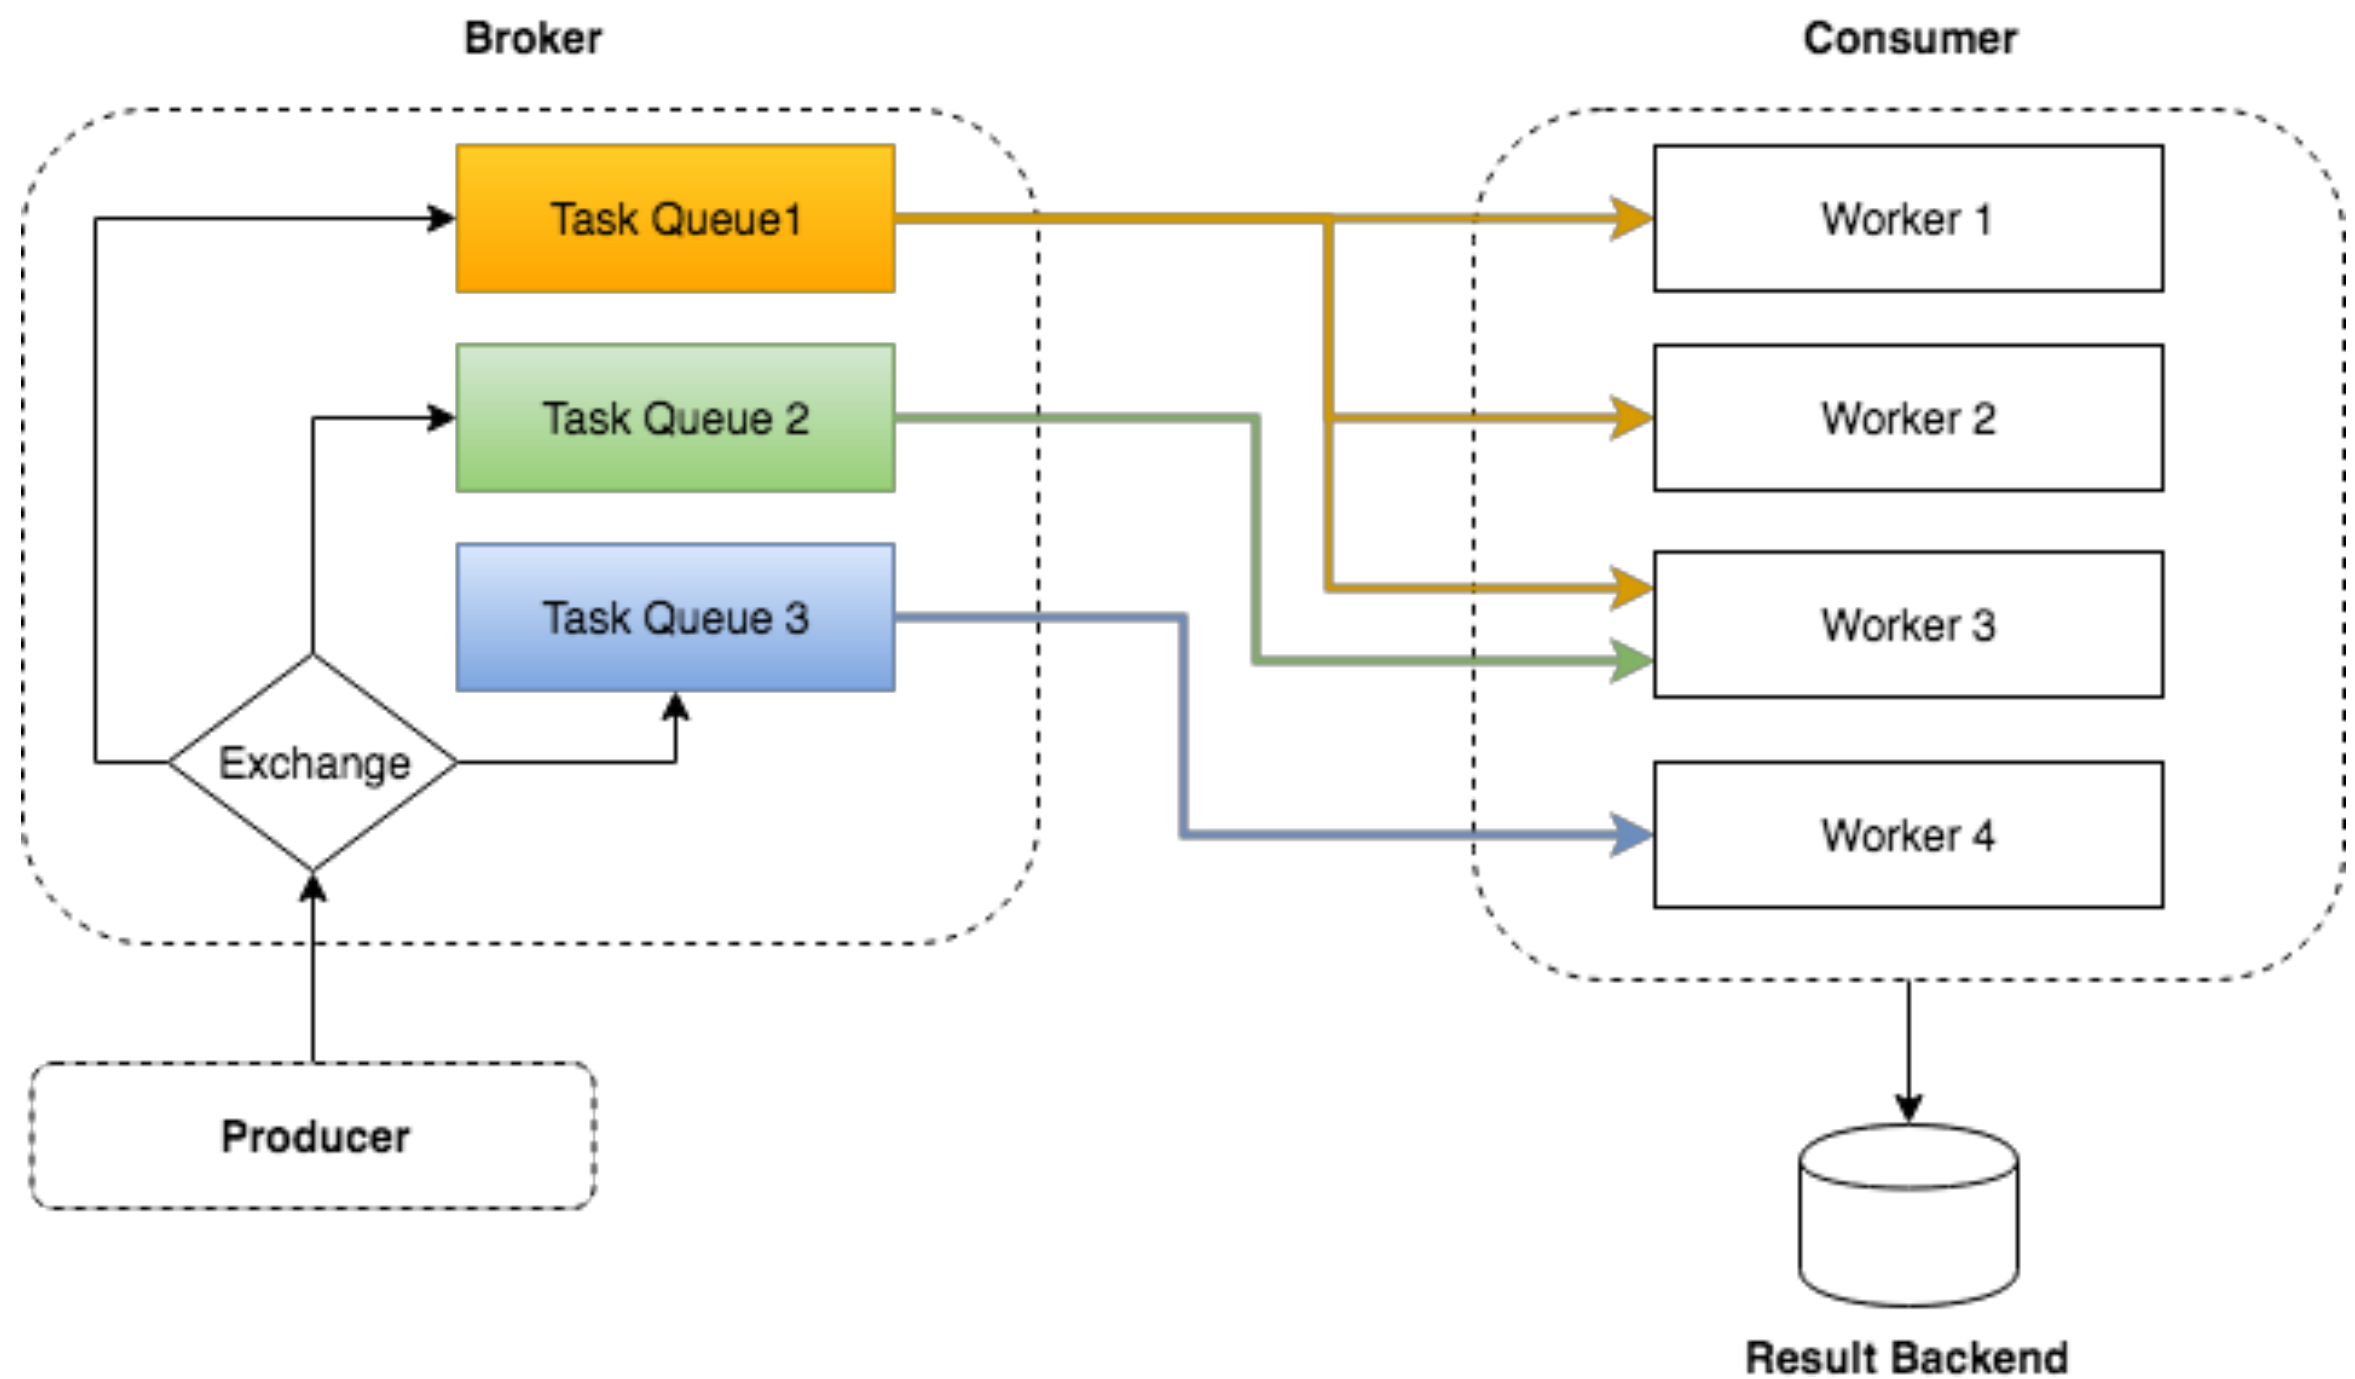 Broker
Consumer
Task Queue1
Worker 1
Task Queue 2
Worker 2
Task Queue 3
Worker 3
Exchange
Worker 4
Producer
Result Backend